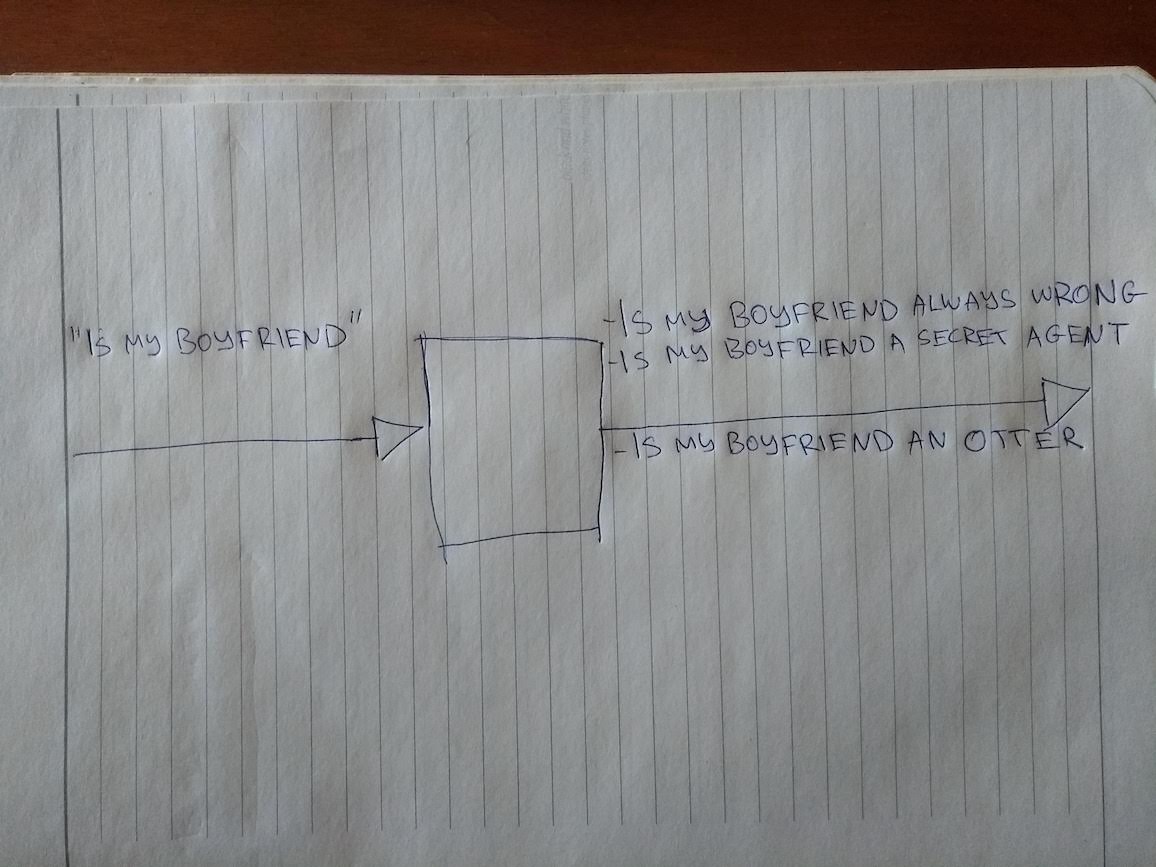 "IS MY BOYFRIEND"
-IS MY BOYFRIEND ALWAYS WRONG
-IS MY BOYFRIEND A SECRET AGENT
-IS MY BOYFRIEND AN OTTER